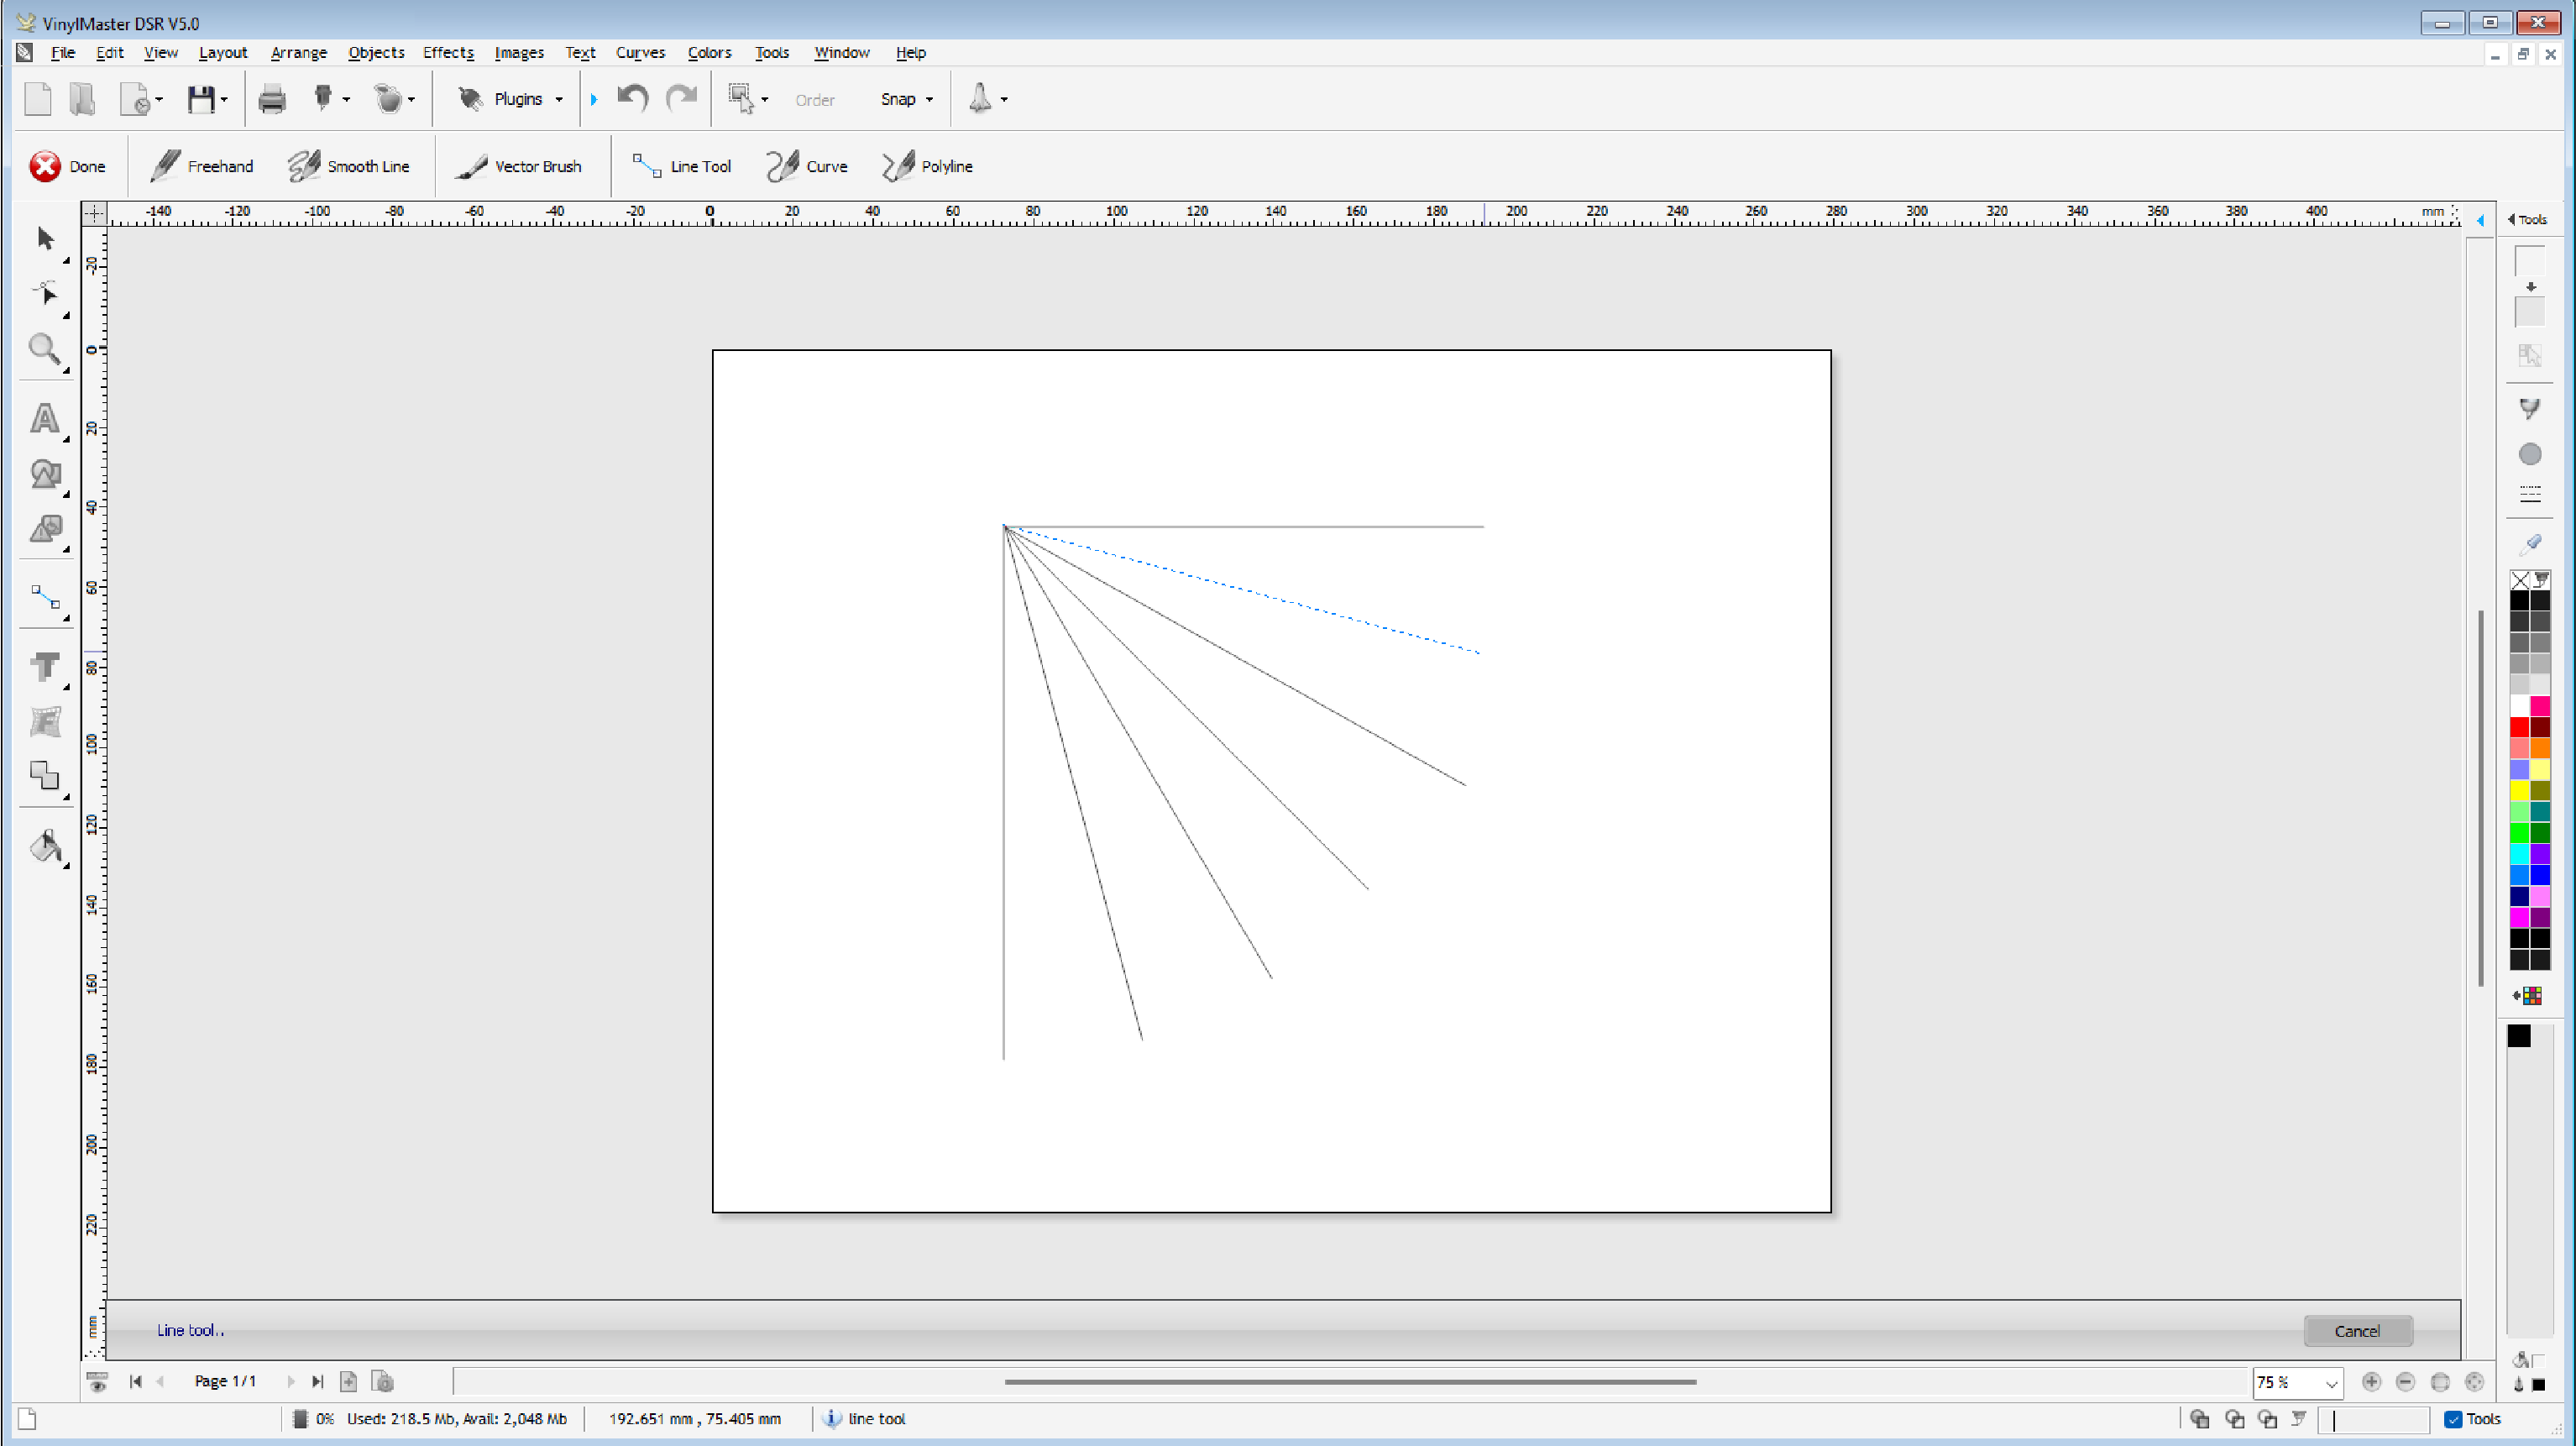 VinylMaster DSR V5.0
File Edit View Layout Arrange Objects Effects Images Text Curves Colors Tools Window Help
Plugins Order Snap
Done Freehand Smooth Line Vector Brush Line Tool Curve Polyline
-140 -120 -100 -80 -60 -40 -20 0 20 40 60 80 100 120 140 160 180 200 220 240 260 280 300 320 340 360 380 400 mm
Tools
-20
0
20
40
60
80
100
120
140
160
180
200
220
mm
Line tool..
Cancel
Page 1/1
75 %
0% Used: 218.5 Mb, Avail: 2,048 Mb 192.651 mm , 75.405 mm line tool
Tools